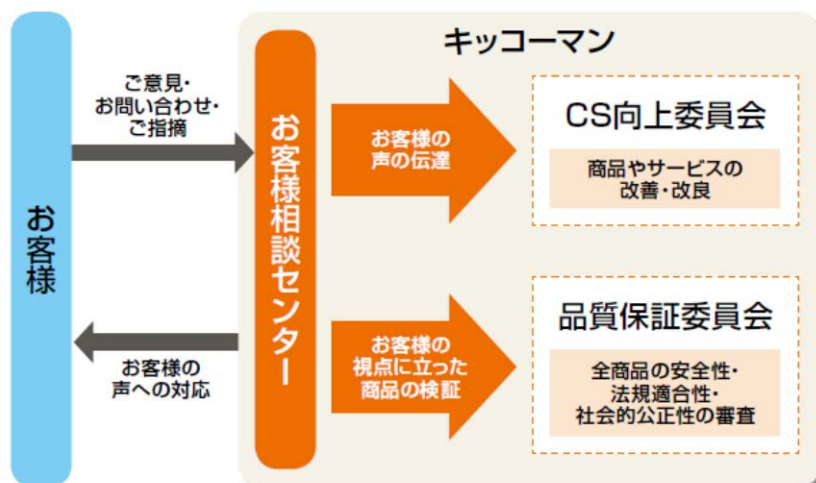 キッコーマン
お客様
ご意見・
お問い合わせ・
ご指摘
お客様の
声への対応
お客様相談センター
お客様の
声の伝達
CS向上委員会
商品やサービスの
改善・改良
お客様の
視点に立った
商品の検証
品質保証委員会
全商品の安全性・
法規適合性・
社会的公正性の審査